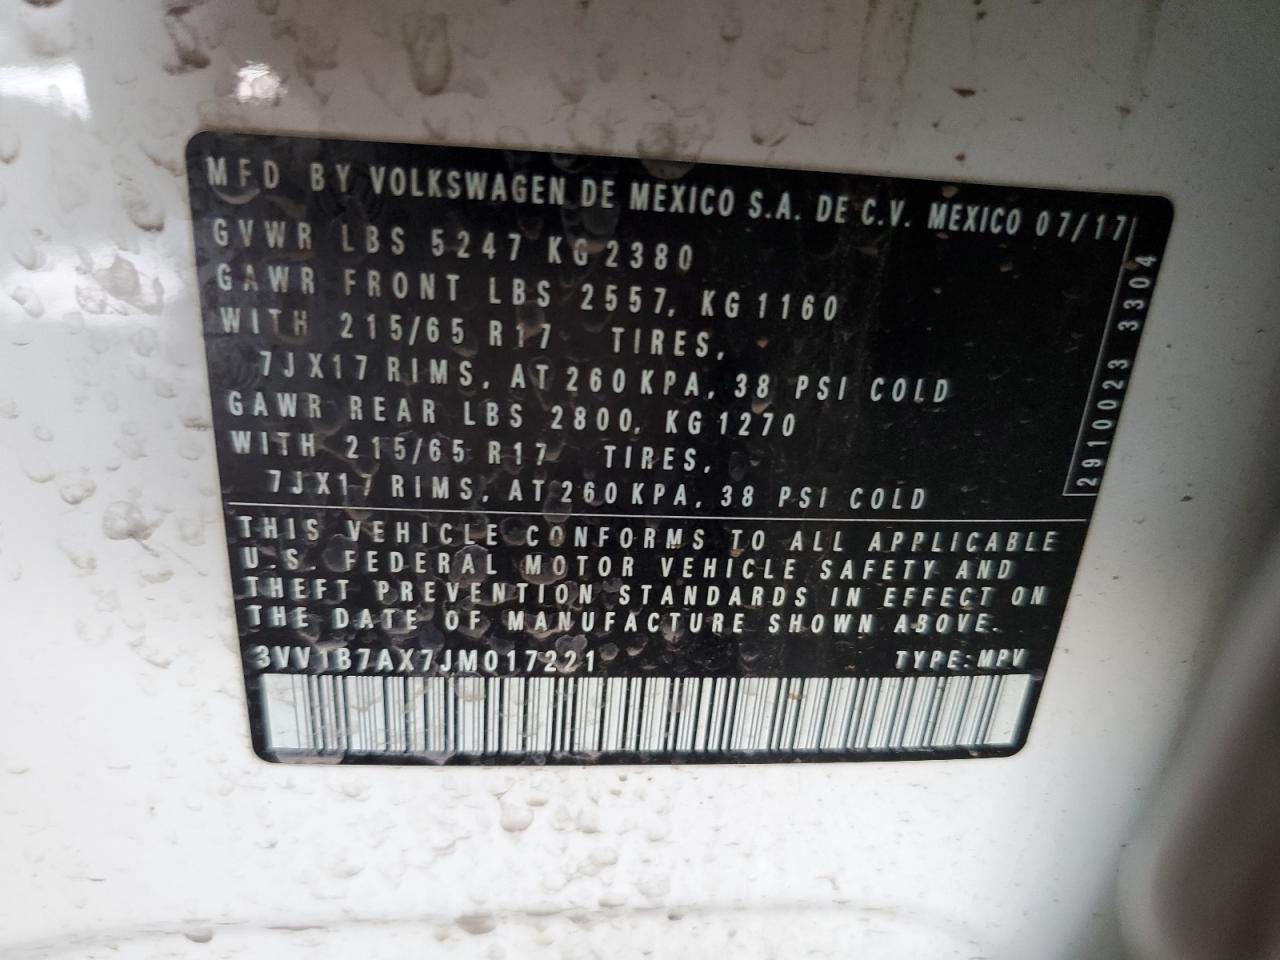 MFD BY VOLKSWAGEN DE MEXICO S.A. DE C.V. MEXICO 07/17
GVWR LBS 5247 KG 2380
GAWR FRONT LBS 2557, KG 1160
WITH 215/65 R17 TIRES,
7JX17 RIMS, AT 260 KPA, 38 PSI COLD
GAWR REAR LBS 2800, KG 1270
WITH 215/65 R17 TIRES,
7JX17 RIMS, AT 260 KPA, 38 PSI COLD
2910023 3304
THIS VEHICLE CONFORMS TO ALL APPLICABLE
U.S. FEDERAL MOTOR VEHICLE SAFETY AND
THEFT PREVENTION STANDARDS IN EFFECT ON
THE DATE OF MANUFACTURE SHOWN ABOVE.
3VV1B7AX7JM017221 TYPE: MPV